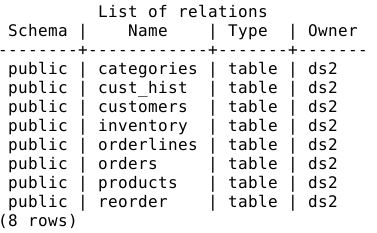 List of relations
 Schema |    Name    | Type  | Owner
--------+------------+-------+-------
 public | categories | table | ds2
 public | cust_hist  | table | ds2
 public | customers  | table | ds2
 public | inventory  | table | ds2
 public | orderlines | table | ds2
 public | orders     | table | ds2
 public | products   | table | ds2
 public | reorder    | table | ds2
(8 rows)